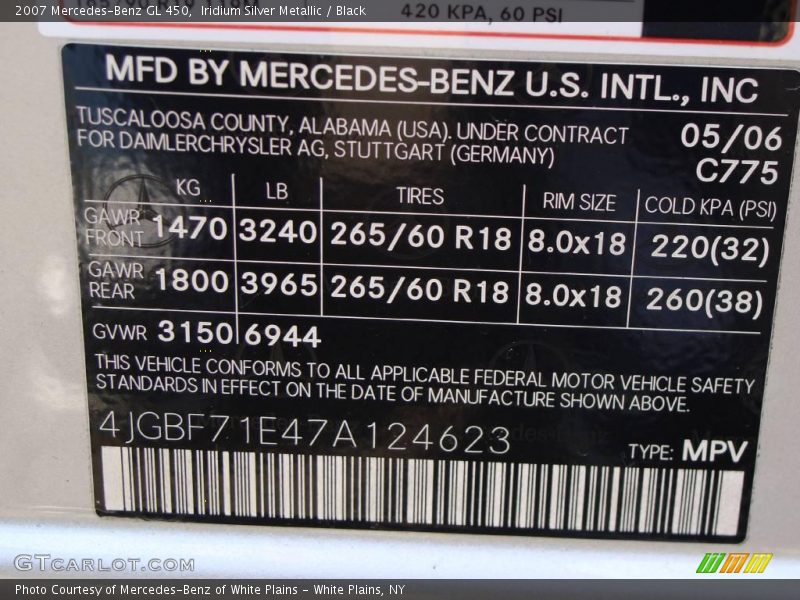 2007 Mercedes-Benz GL 450,  Iridium Silver Metallic / Black
420 KPA, 60 PSI
MFD BY MERCEDES-BENZ U.S. INTL., INC
TUSCALOOSA COUNTY, ALABAMA (USA). UNDER CONTRACT
FOR DAIMLERCHRYSLER AG, STUTTGART (GERMANY)
05/06
C775
KG LB TIRES RIM SIZE COLD KPA (PSI)
GAWR FRONT 1470 3240 265/60 R18 8.0x18 220(32)
GAWR REAR 1800 3965 265/60 R18 8.0x18 260(38)
GVWR 3150 6944
THIS VEHICLE CONFORMS TO ALL APPLICABLE FEDERAL MOTOR VEHICLE SAFETY
STANDARDS IN EFFECT ON THE DATE OF MANUFACTURE SHOWN ABOVE.
4JGBF71E47A124623
TYPE: MPV
GTCARLOT.COM
Photo Courtesy of Mercedes-Benz of White Plains - White Plains, NY